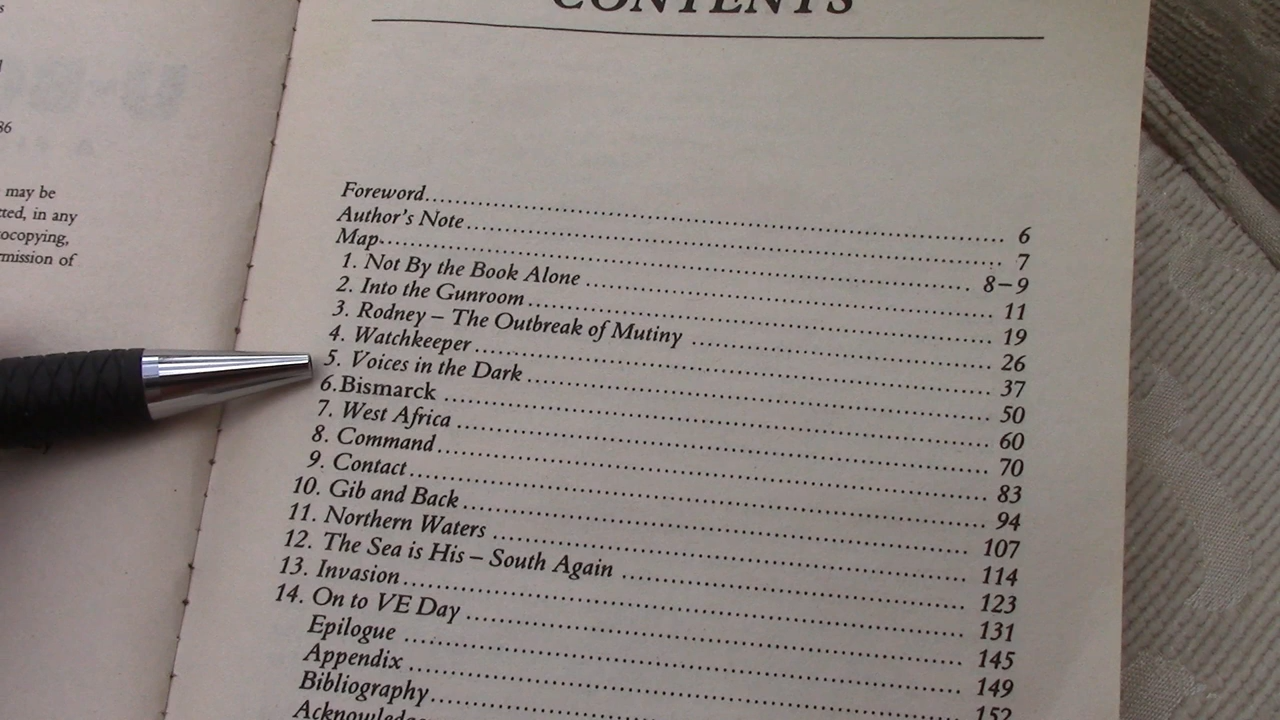 86
may be
tted, in any
ocopying,
rmission of
CONTENTS
Foreword 6
Author's Note 7
Map 8–9
1. Not By the Book Alone 11
2. Into the Gunroom 19
3. Rodney – The Outbreak of Mutiny 26
4. Watchkeeper 37
5. Voices in the Dark 50
6.Bismarck 60
7. West Africa 70
8. Command 83
9. Contact 94
10. Gib and Back 107
11. Northern Waters 114
12. The Sea is His – South Again 123
13. Invasion 131
14. On to VE Day 145
Epilogue 149
Appendix 152
Bibliography